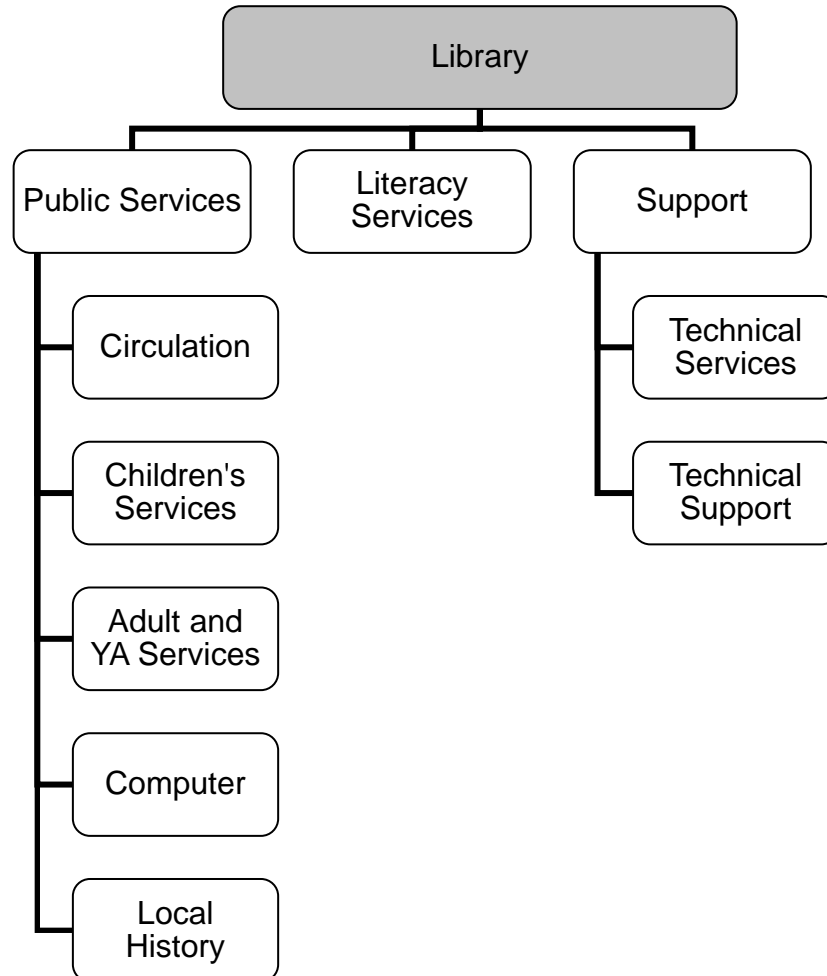 Library
Public Services
Literacy
Services
Support
Circulation
Children's
Services
Adult and
YA Services
Computer
Local
History
Technical
Services
Technical
Support